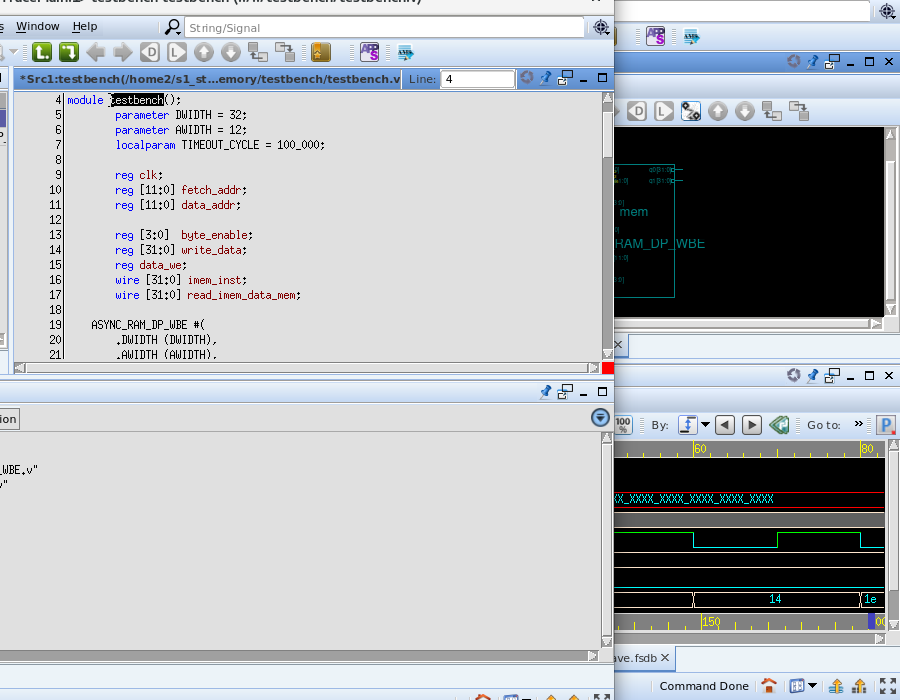 Window Help
String/Signal
*Src1:testbench(/home2/s1_st...emory/testbench/testbench.v
Line: 4
4 module testbench();
5 parameter DWIDTH = 32;
6 parameter AWIDTH = 12;
7 localparam TIMEOUT_CYCLE = 100_000;
8
9 reg clk;
10 reg [11:0] fetch_addr;
11 reg [11:0] data_addr;
12
13 reg [3:0] byte_enable;
14 reg [31:0] write_data;
15 reg data_we;
16 wire [31:0] imem_inst;
17 wire [31:0] read_imem_data_mem;
18
19 ASYNC_RAM_DP_WBE #(
20 .DWIDTH (DWIDTH),
21 .AWIDTH (AWIDTH),
mem
RAM_DP_WBE
ion
_WBE.v"
v"
100 %
By:
Go to: »
60 80
XX_XXXX_XXXX_XXXX_XXXX_XXXX
14 1e
150
ave.fsdb
Command Done